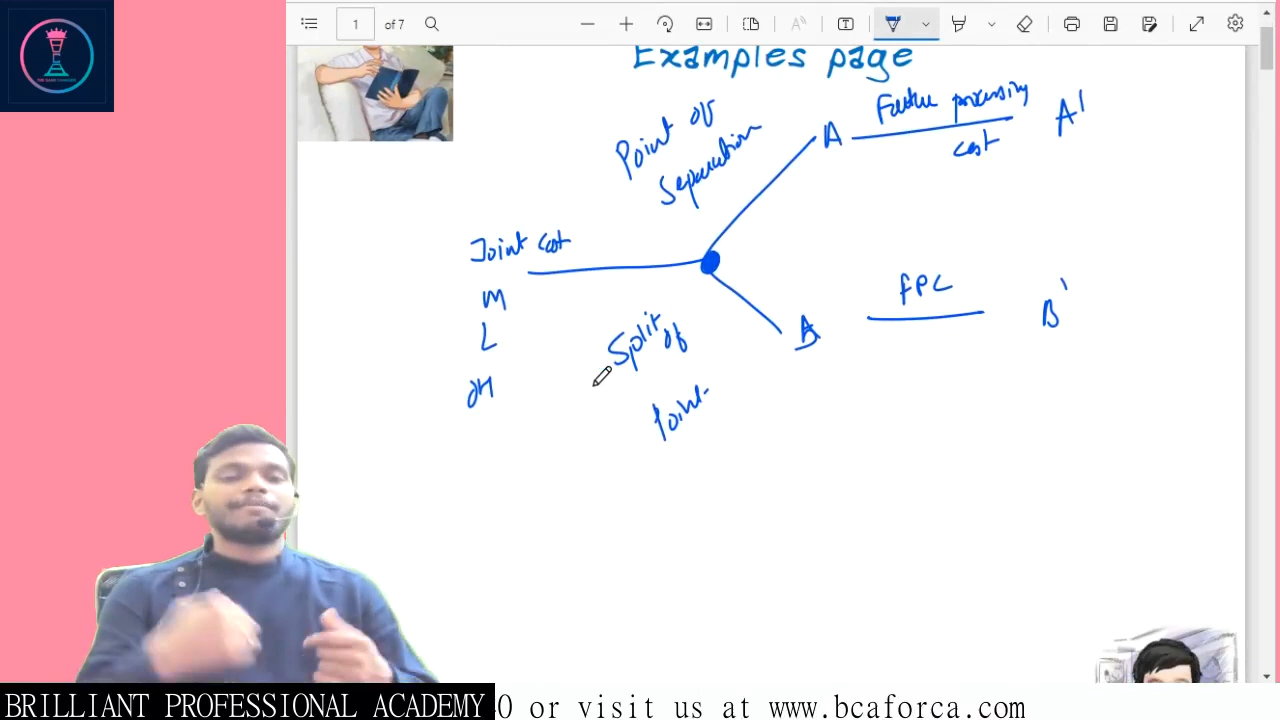 1 of 7
Examples page
Point of
Separation
A
Further processing
cost
A'
Joint cost
M
L
OH
Split of
Point
B
FPC
B'
BRILLIANT PROFESSIONAL ACADEMY 0 or visit us at www.bcaforca.com